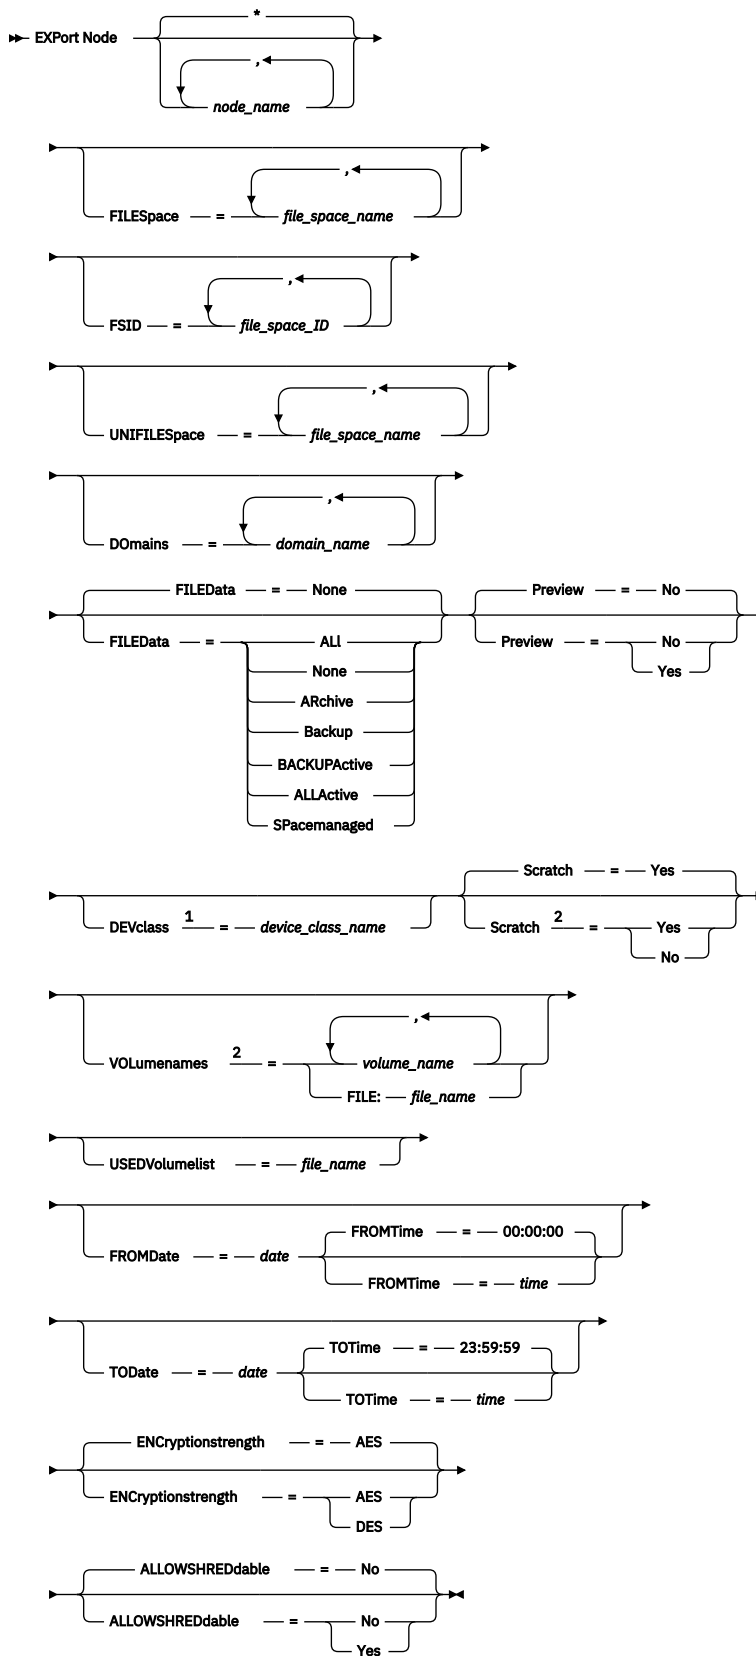 *
EXPort Node
,
node_name
,
FILESpace = file_space_name
,
FSID = file_space_ID
,
UNIFILESpace = file_space_name
,
DOmains = domain_name
FILEData = None Preview = No
FILEData = ALl Preview = No
None Yes
ARchive
Backup
BACKUPActive
ALLActive
SPacemanaged
Scratch = Yes
DEVclass 1 = device_class_name Scratch 2 = Yes
No
,
VOLumenames 2 = volume_name
FILE: file_name
USEDVolumelist = file_name
FROMTime = 00:00:00
FROMDate = date
FROMTime = time
TOTime = 23:59:59
TODate = date
TOTime = time
ENCryptionstrength = AES
ENCryptionstrength = AES
DES
ALLOWSHREDdable = No
ALLOWSHREDdable = No
Yes